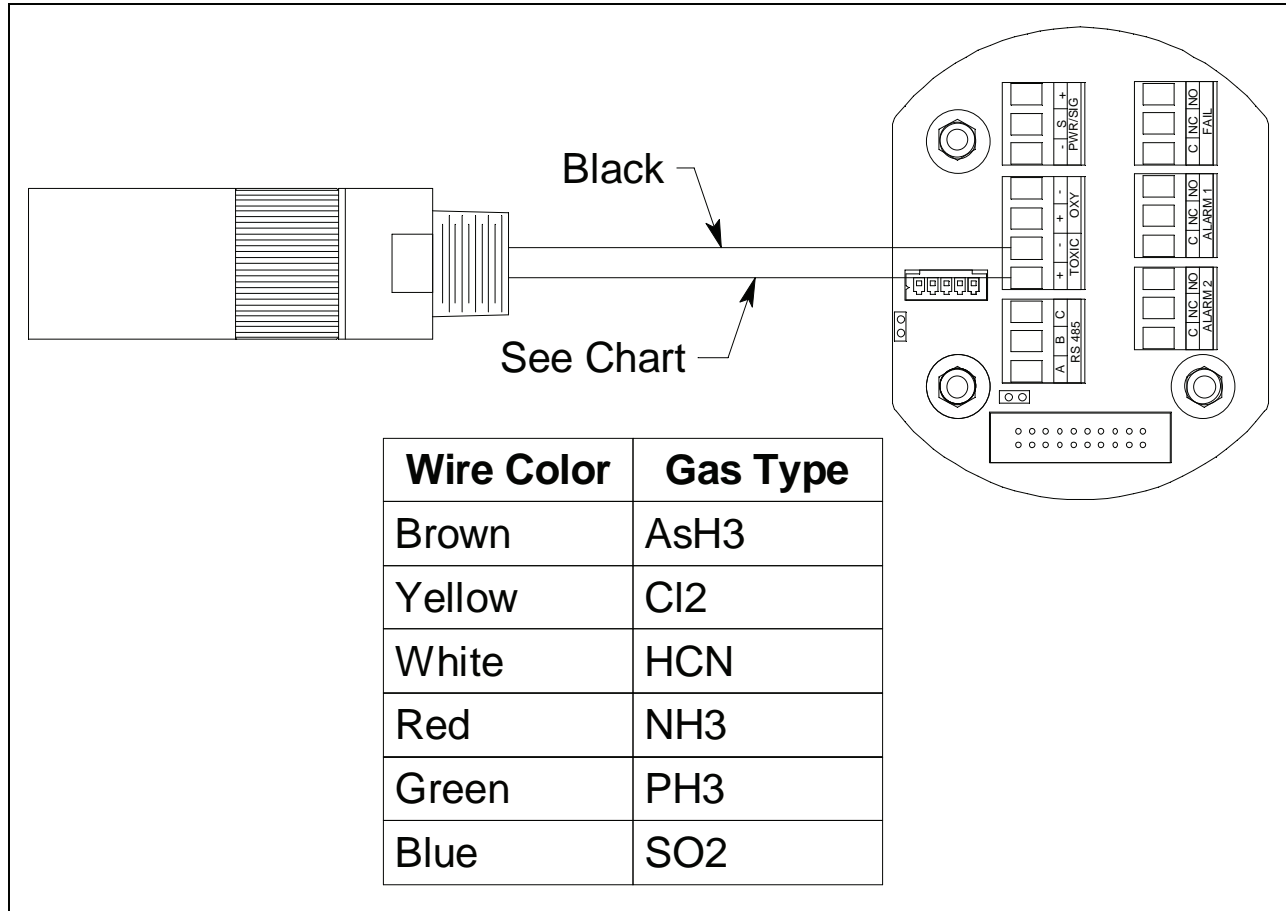 Black
See Chart
- S +
PWR/SIG
+ - + -
TOXIC OXY
A B C
RS 485
C NC NO
FAIL
C NC NO
ALARM 1
C NC NO
ALARM 2
Wire Color Gas Type
Brown AsH3
Yellow Cl2
White HCN
Red NH3
Green PH3
Blue SO2